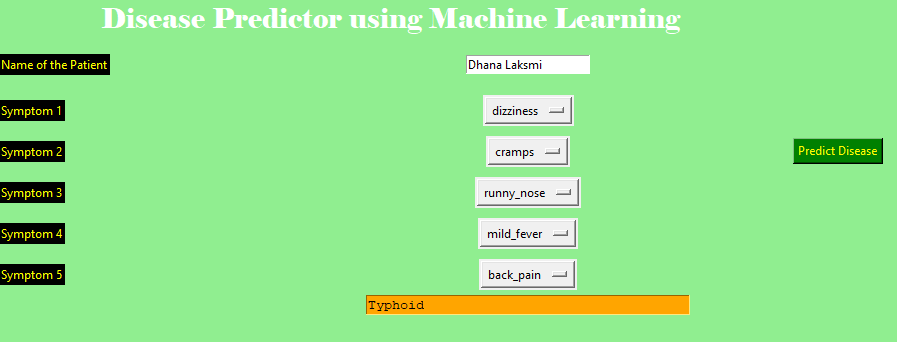 Disease Predictor using Machine Learning
Name of the Patient Dhana Laksmi
Symptom 1 dizziness
Symptom 2 cramps Predict Disease
Symptom 3 runny_nose
Symptom 4 mild_fever
Symptom 5 back_pain
Typhoid